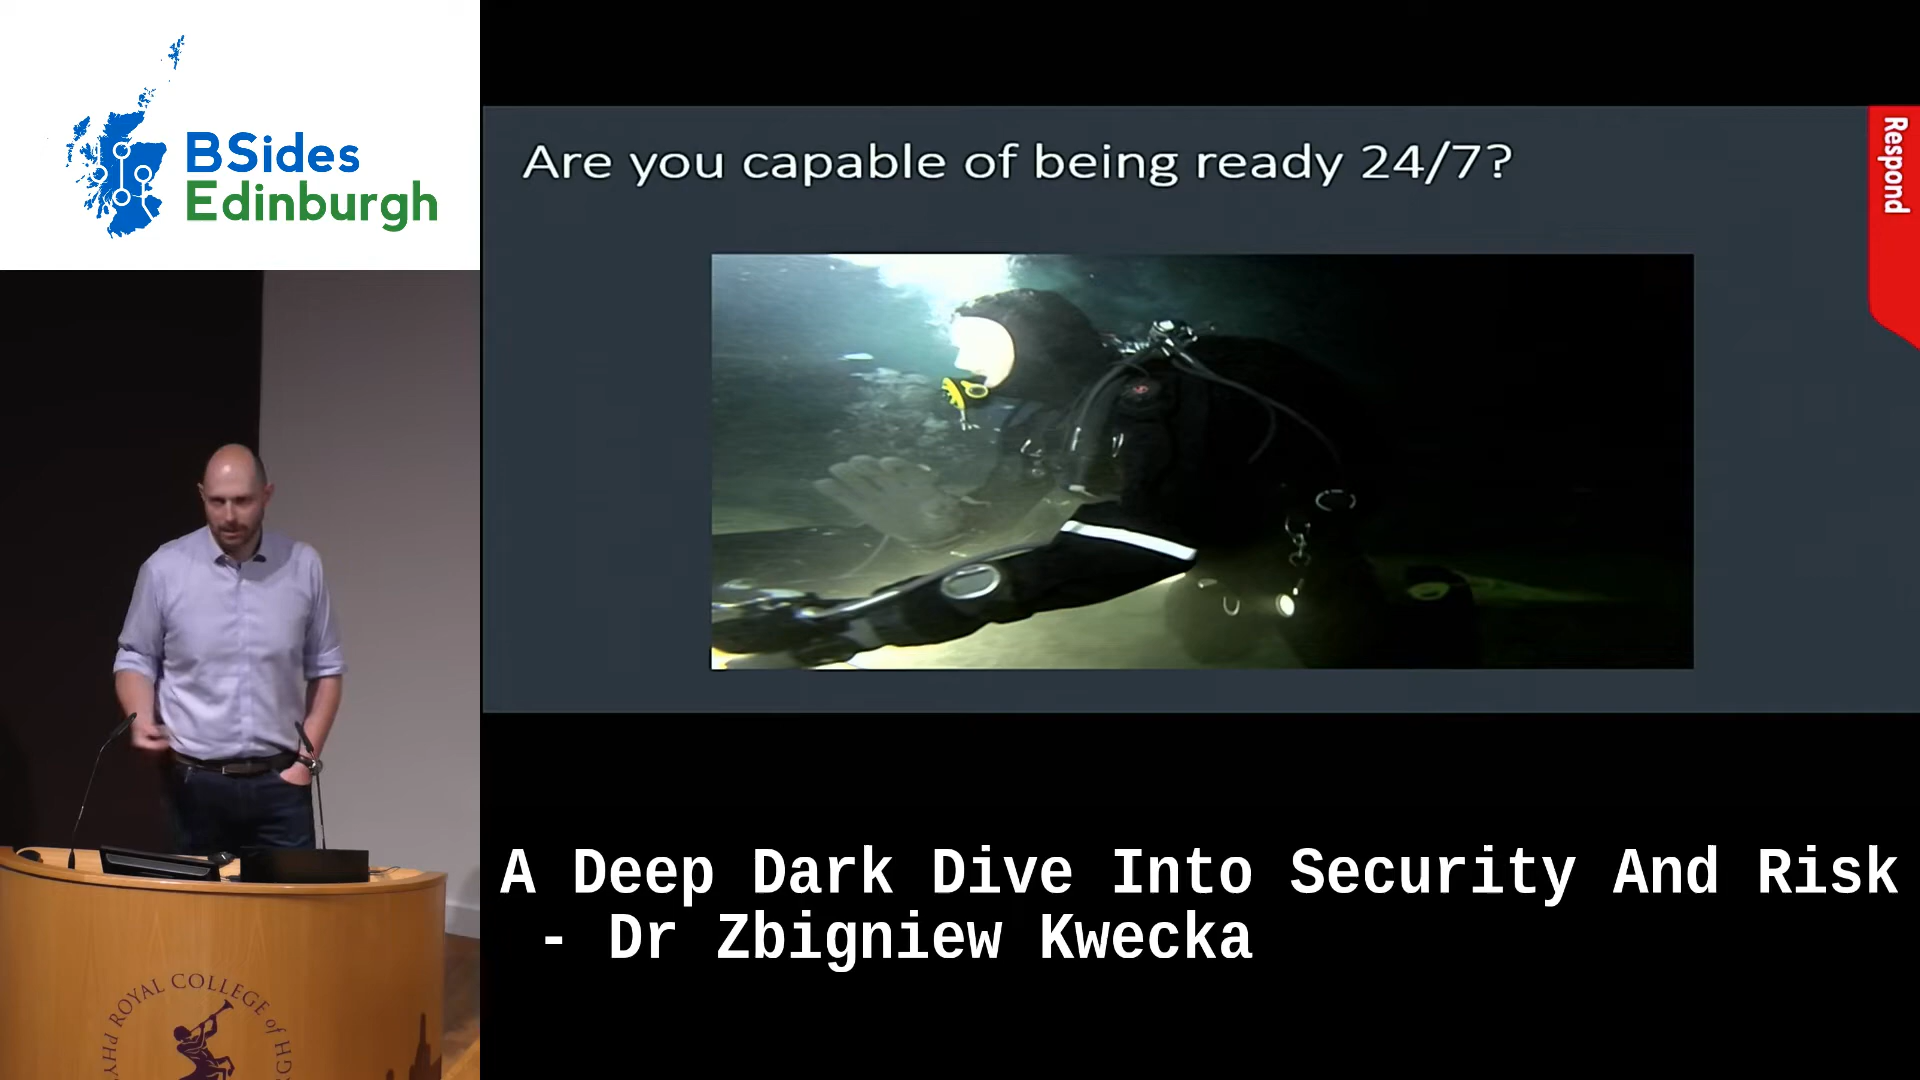 BSides
Edinburgh
Are you capable of being ready 24/7?
Respond
A Deep Dark Dive Into Security And Risk
- Dr Zbigniew Kwecka
ROYAL COLLEGE of